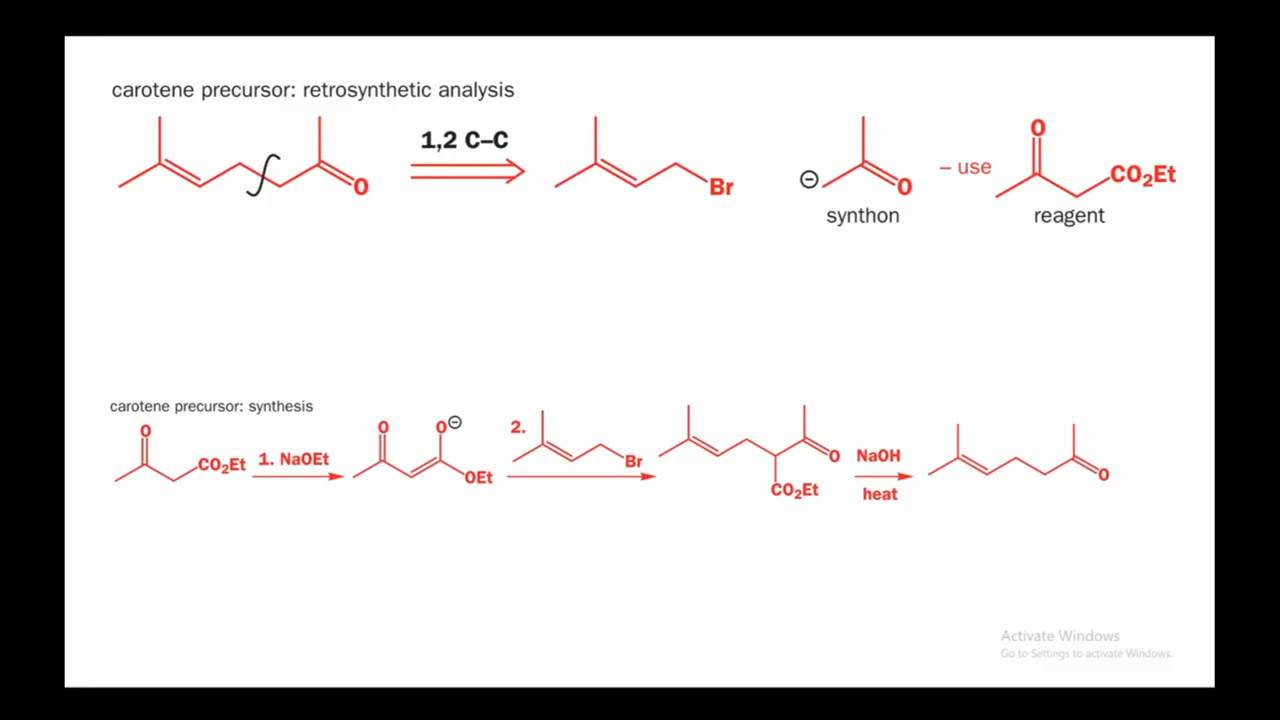 carotene precursor: retrosynthetic analysis
1,2 C–C
O
Br
⊖
O
– use
O
CO₂Et
synthon
reagent
carotene precursor: synthesis
O
CO₂Et
1. NaOEt
O
O⊖
OEt
2.
Br
O
CO₂Et
NaOH
heat
O
Activate Windows
Go to Settings to activate Windows.